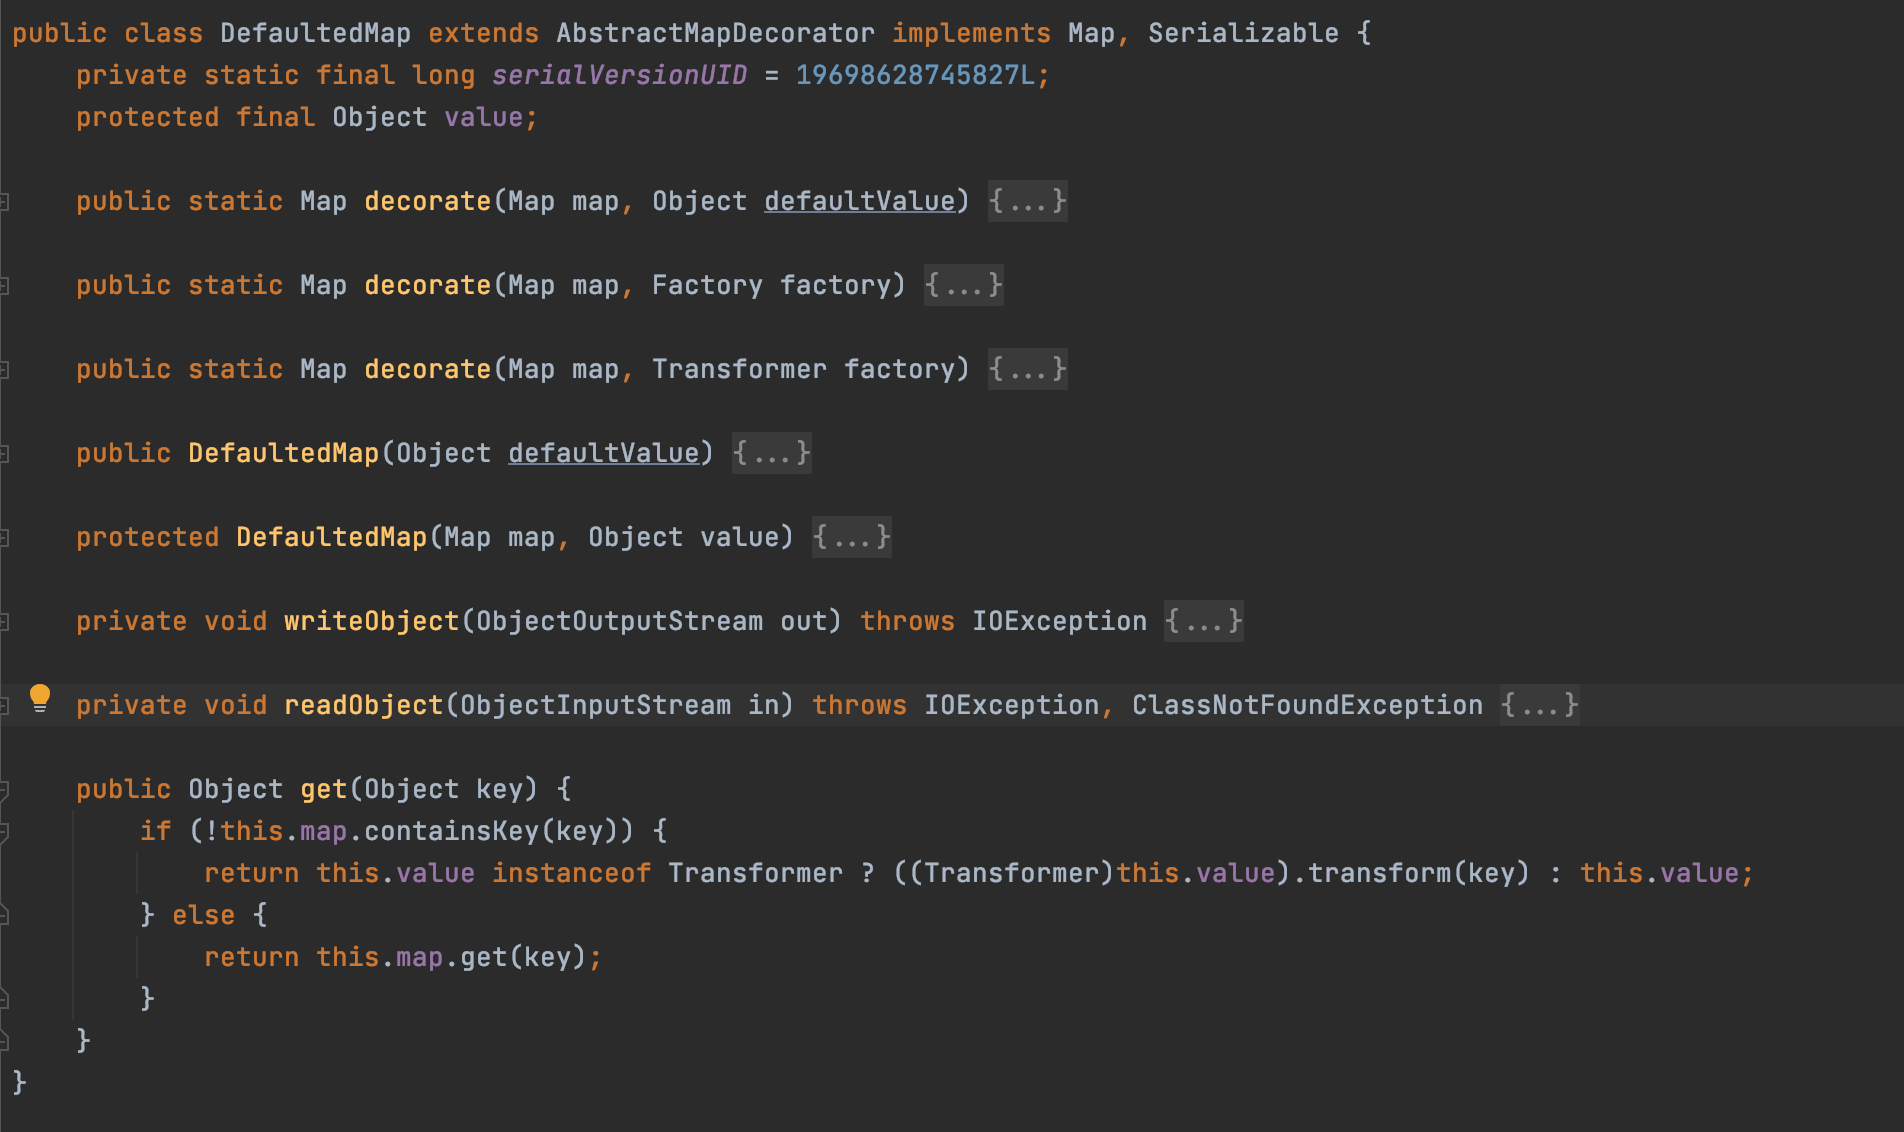 public class DefaultedMap extends AbstractMapDecorator implements Map, Serializable {
    private static final long serialVersionUID = 19698628745827L;
    protected final Object value;

    public static Map decorate(Map map, Object defaultValue) {...}

    public static Map decorate(Map map, Factory factory) {...}

    public static Map decorate(Map map, Transformer factory) {...}

    public DefaultedMap(Object defaultValue) {...}

    protected DefaultedMap(Map map, Object value) {...}

    private void writeObject(ObjectOutputStream out) throws IOException {...}

    private void readObject(ObjectInputStream in) throws IOException, ClassNotFoundException {...}

    public Object get(Object key) {
        if (!this.map.containsKey(key)) {
            return this.value instanceof Transformer ? ((Transformer)this.value).transform(key) : this.value;
        } else {
            return this.map.get(key);
        }
    }
}